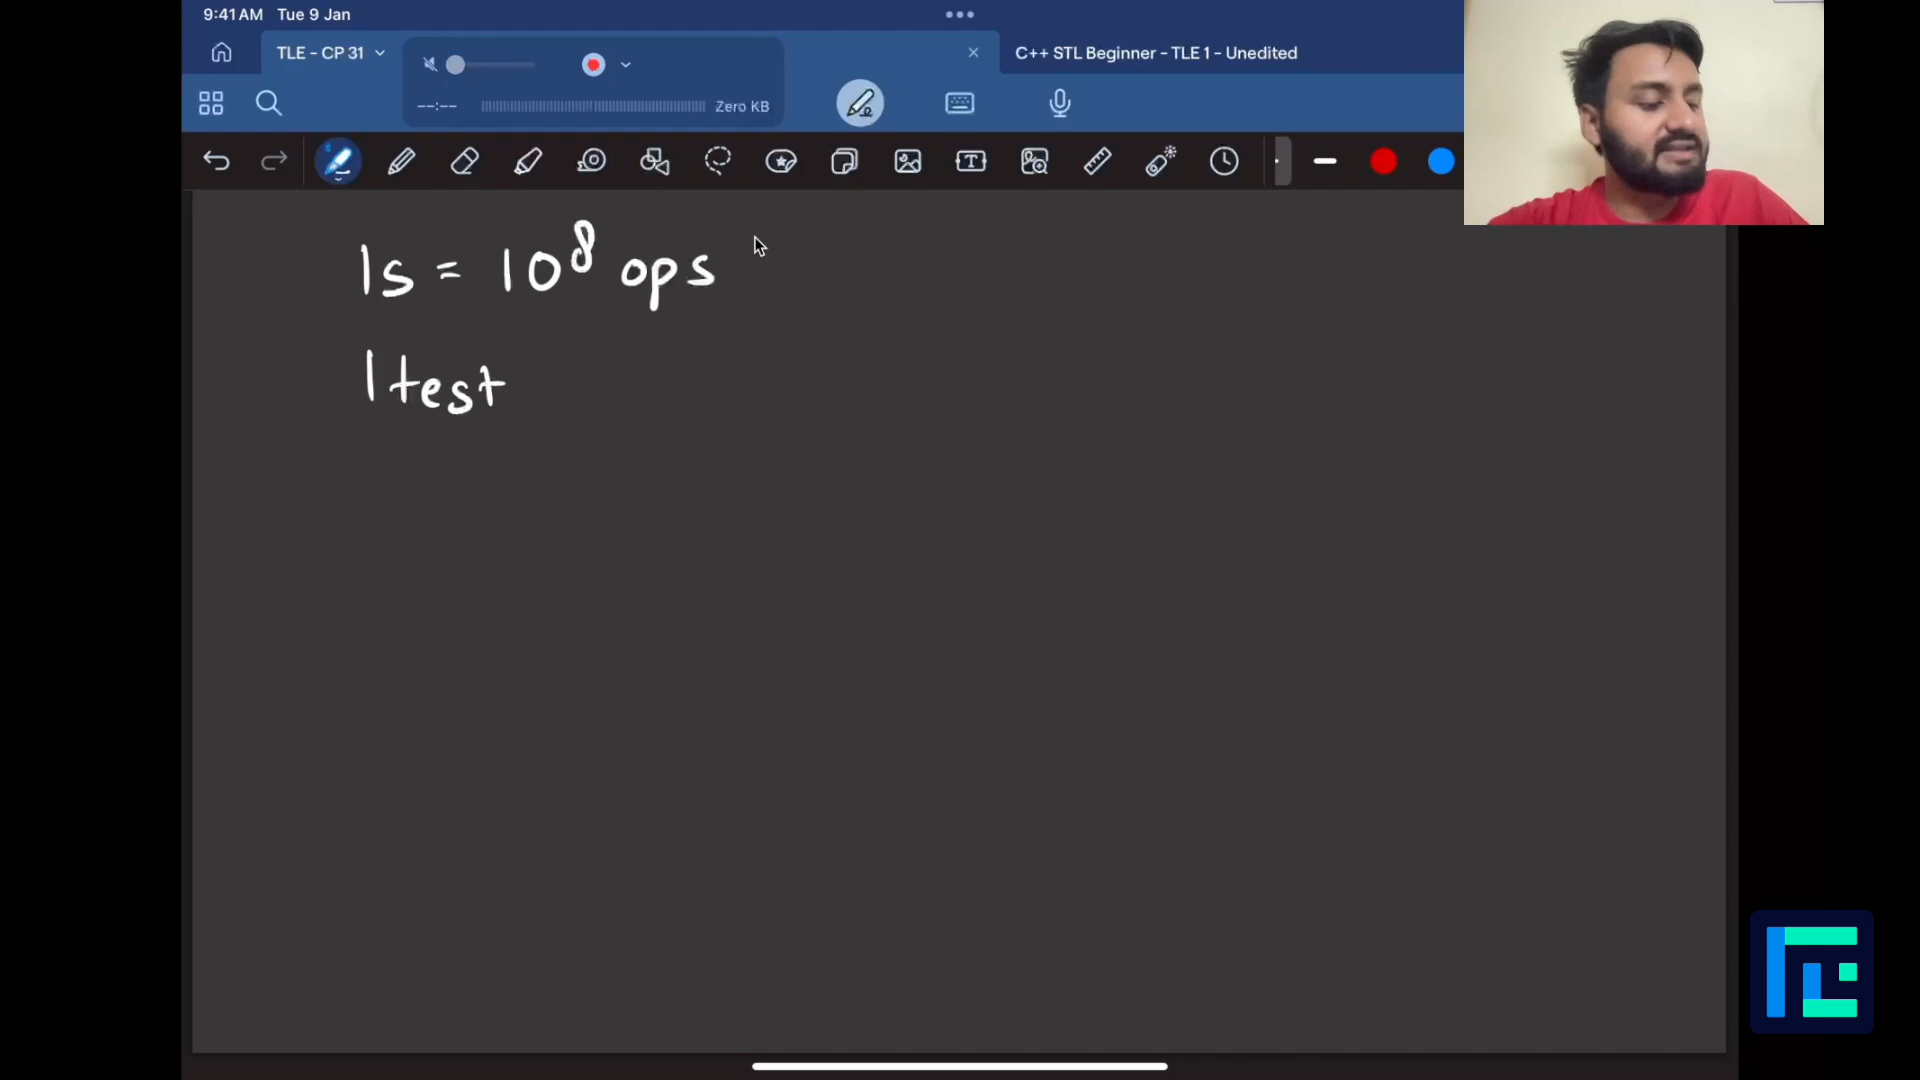 9:41 AM Tue 9 Jan
TLE - CP 31
C++ STL Beginner - TLE 1 - Unedited
--:-- Zero KB
1s = 10⁸ ops
1 test